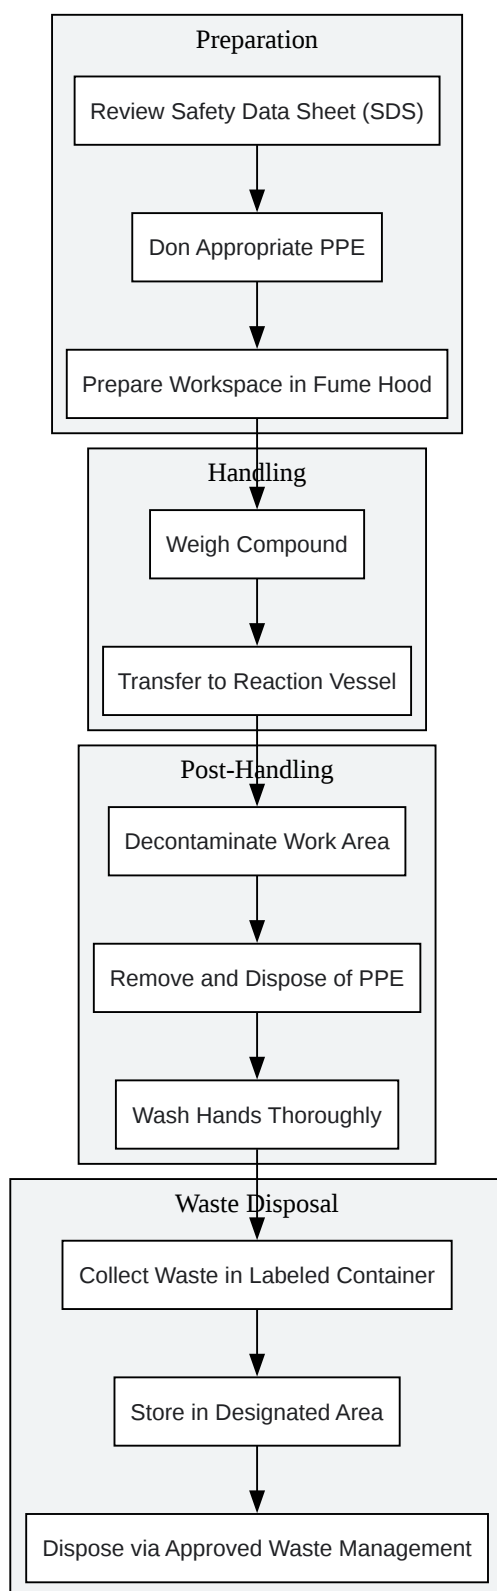 Preparation
Review Safety Data Sheet (SDS)
Don Appropriate PPE
Prepare Workspace in Fume Hood
Handling
Weigh Compound
Transfer to Reaction Vessel
Post-Handling
Decontaminate Work Area
Remove and Dispose of PPE
Wash Hands Thoroughly
Waste Disposal
Collect Waste in Labeled Container
Store in Designated Area
Dispose via Approved Waste Management